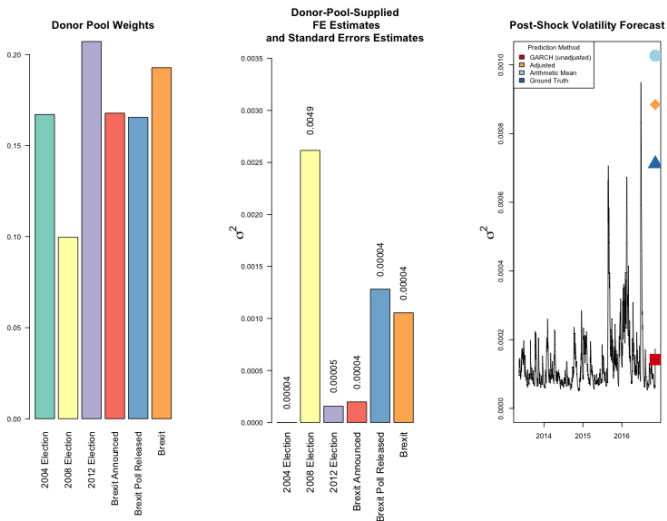 Donor Pool Weights
0.20
0.15
0.10
0.05
0.00
2004 Election
2008 Election
2012 Election
Brexit Announced
Brexit Poll Released
Brexit
Donor-Pool-Supplied
FE Estimates
and Standard Errors Estimates
σ²
0.0035
0.0030
0.0025
0.0020
0.0015
0.0010
0.0005
0.0000
0.00004
0.0049
0.00005
0.00004
0.00004
0.00004
2004 Election
2008 Election
2012 Election
Brexit Announced
Brexit Poll Released
Brexit
Post-Shock Volatility Forecast
σ²
0.0010
0.0008
0.0006
0.0004
0.0002
0.0000
Prediction Method
GARCH (unadjusted)
Adjusted
Arithmetic Mean
Ground Truth
2014
2015
2016